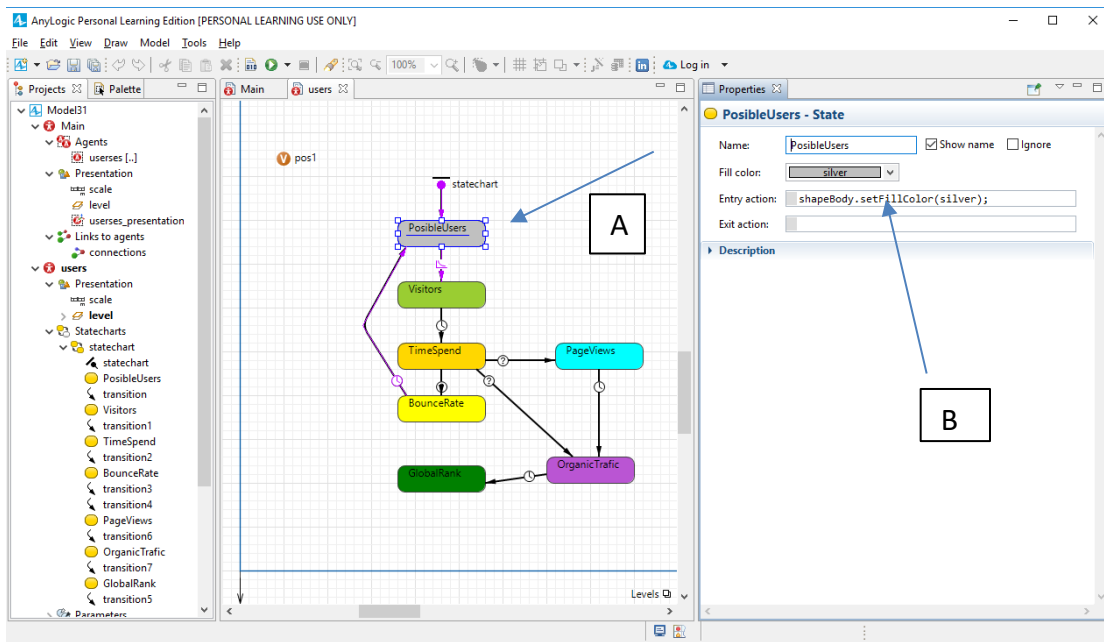 AnyLogic Personal Learning Edition [PERSONAL LEARNING USE ONLY]
File Edit View Draw Model Tools Help
100%
Log in
Projects
Palette
Model31
Main
Agents
userses [..]
Presentation
scale
level
userses_presentation
Links to agents
connections
users
Presentation
scale
level
Statecharts
statechart
statechart
PosibleUsers
transition
Visitors
transition1
TimeSpend
transition2
BounceRate
transition3
transition4
PageViews
transition6
OrganicTrafic
transition7
GlobalRank
transition5
Parameters
Main
users
V pos1
statechart
PosibleUsers
A
Visitors
TimeSpend
PageViews
BounceRate
OrganicTrafic
GlobalRank
Levels
Properties
PosibleUsers - State
Name: PosibleUsers Show name Ignore
Fill color: silver
Entry action: shapeBody.setFillColor(silver);
Exit action:
Description
B